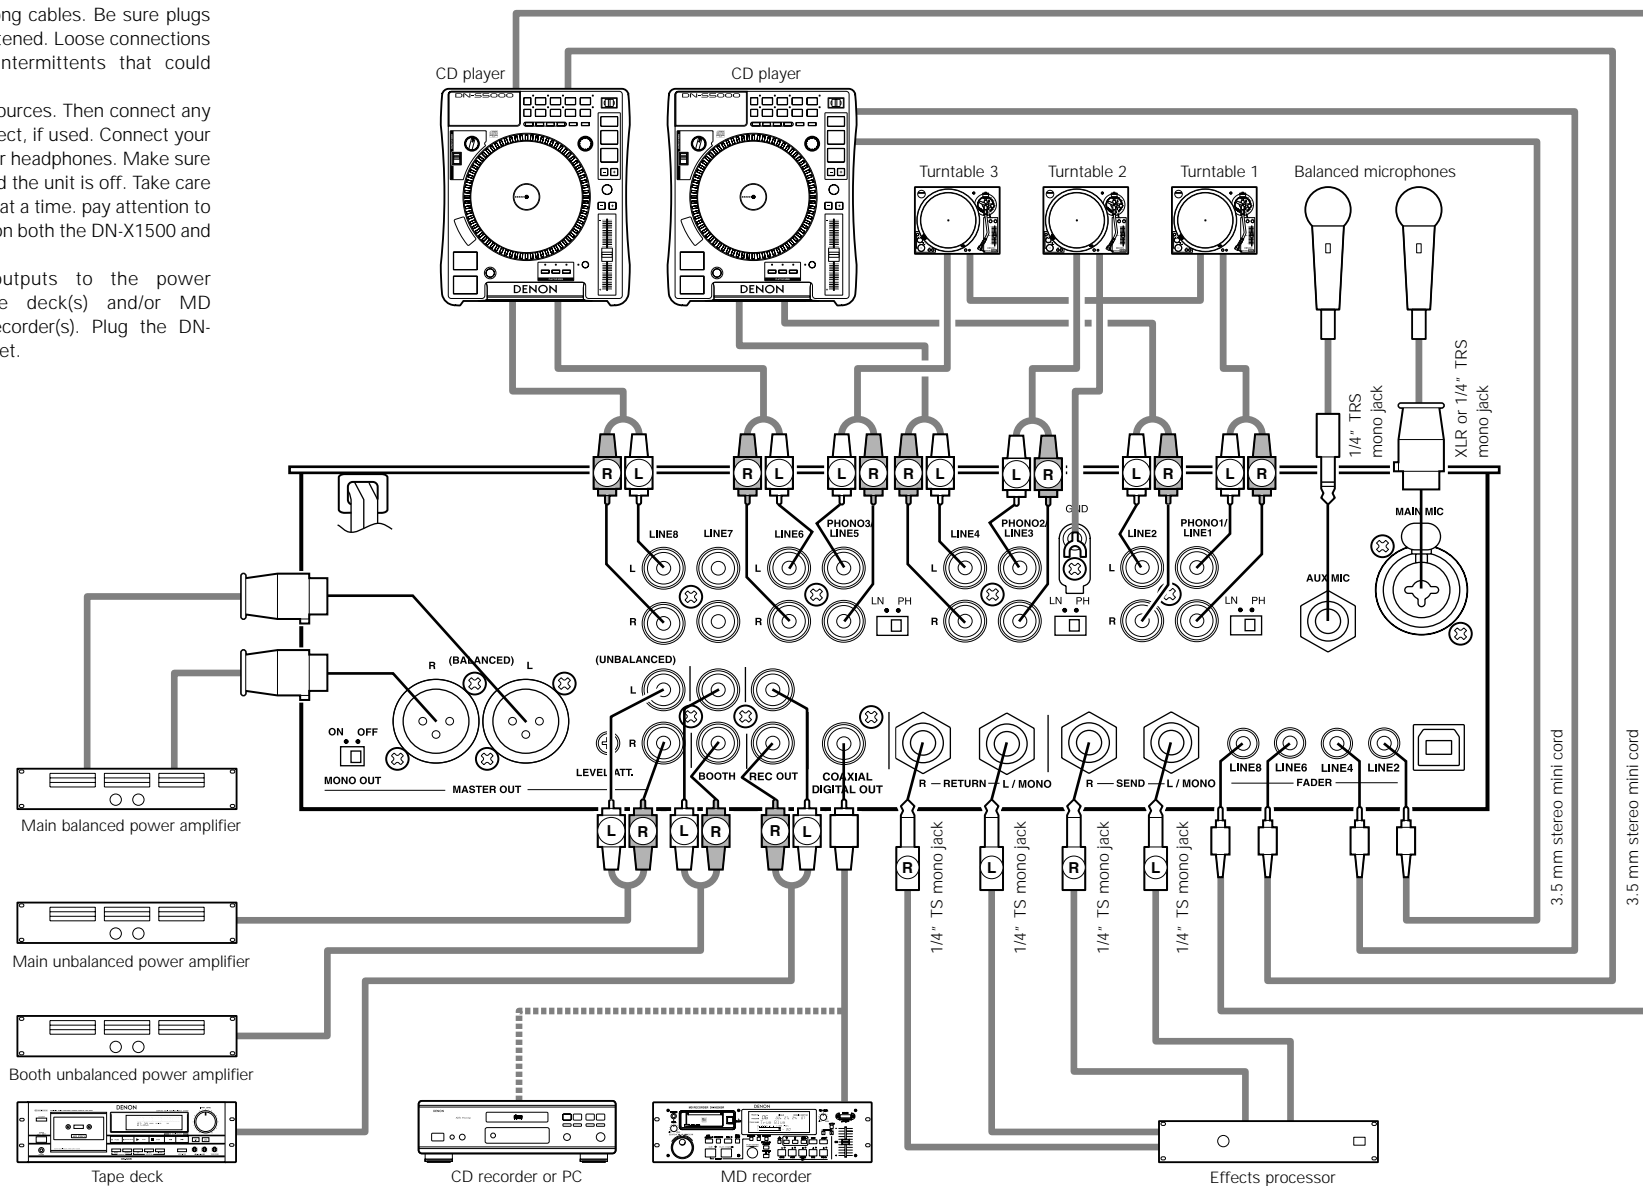 ong cables. Be sure plugs
tened. Loose connections
ntermittents that could
ources. Then connect any
ect, if used. Connect your
r headphones. Make sure
d the unit is off. Take care
at a time. pay attention to
on both the DN-X1500 and
outputs to the power
e deck(s) and/or MD
ecorder(s). Plug the DN-
et.
CD player
CD player
DN-S5000
DN-S5000
DENON
DENON
Turntable 3
Turntable 2
Turntable 1
Balanced microphones
1/4" TRS
mono jack
XLR or 1/4" TRS
mono jack
R L R L L R R L L R L R L R
LINE8
LINE7
LINE6
PHONO3/
LINE5
LINE4
PHONO2/
LINE3
GND
LINE2
PHONO1/
LINE1
MAIN MIC
AUX MIC
L
L
L
R
R
R
LN PH
LN PH
LN PH
R (BALANCED) L
(UNBALANCED)
L
R
ON OFF
MONO OUT
MASTER OUT
LEVEL ATT.
BOOTH
REC OUT
COAXIAL
DIGITAL OUT
R RETURN L / MONO
R SEND L / MONO
LINE8 LINE6 LINE4 LINE2
FADER
L R L R R L
R L R L
1/4" TS mono jack
1/4" TS mono jack
1/4" TS mono jack
1/4" TS mono jack
3.5 mm stereo mini cord
3.5 mm stereo mini cord
Main balanced power amplifier
Main unbalanced power amplifier
Booth unbalanced power amplifier
DENON
Tape deck
CD recorder or PC
DENON
MD recorder
Effects processor